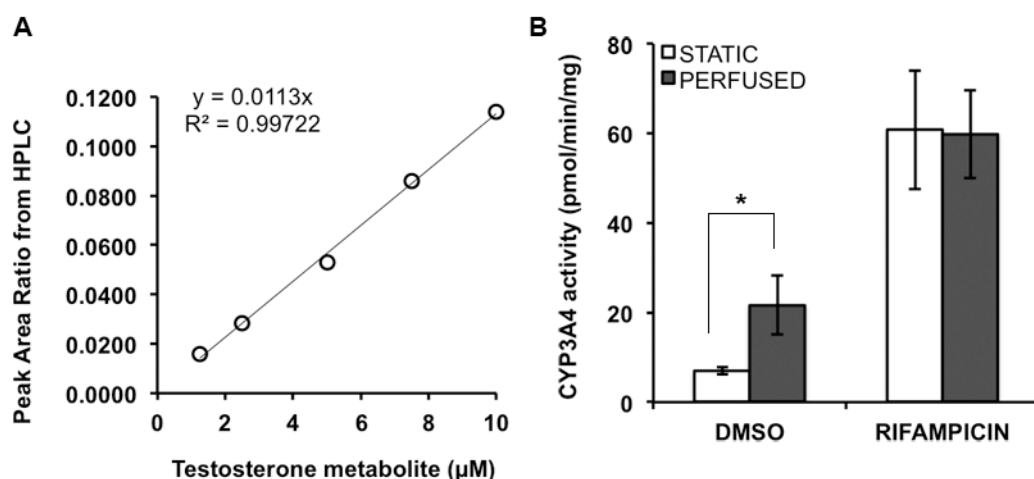 A
Peak Area Ratio from HPLC
0.1200
0.1000
0.0800
0.0600
0.0400
0.0200
0.0000
y = 0.0113x
R² = 0.99722
0 2 4 6 8 10
Testosterone metabolite (µM)
B
CYP3A4 activity (pmol/min/mg)
80
60
40
20
0
STATIC
PERFUSED
*
DMSO RIFAMPICIN